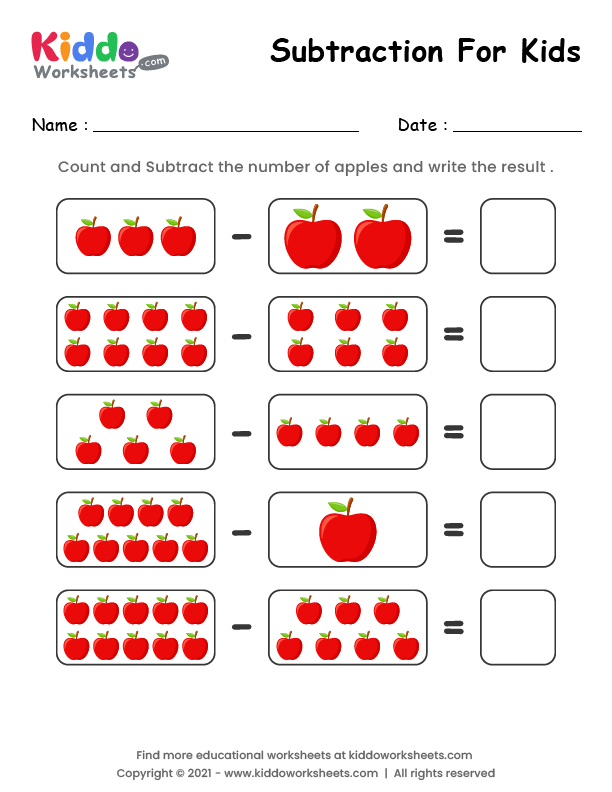 Kiddo
Worksheets.com
Subtraction For Kids
Name : Date :
Count and Subtract the number of apples and write the result .
– =
– =
– =
– =
– =
Find more educational worksheets at kiddoworksheets.com
Copyright © 2021 - www.kiddoworksheets.com | All rights reserved